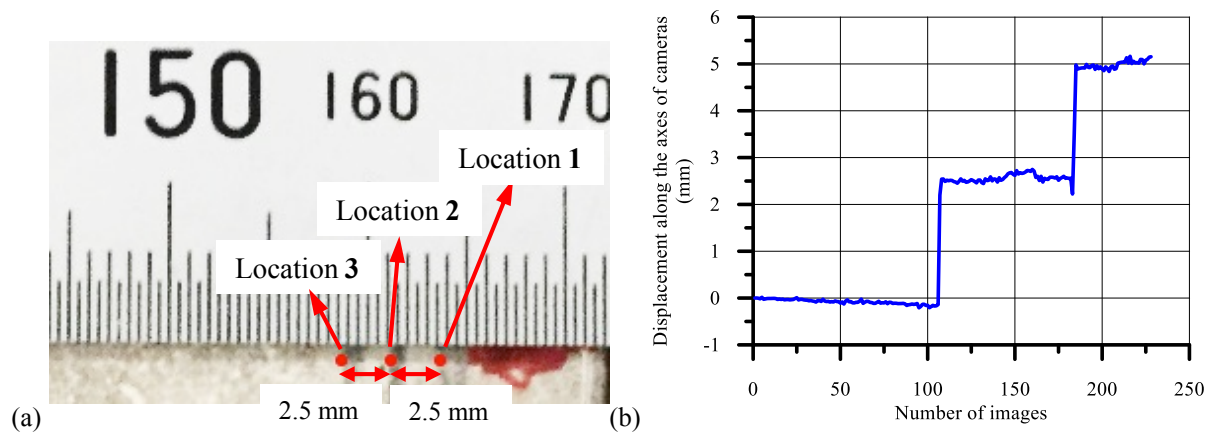 150 160 170
Location 1
Location 2
Location 3
2.5 mm 2.5 mm
(a)
6
5
4
3
2
1
0
-1
Displacement along the axes of cameras
(mm)
0 50 100 150 200 250
Number of images
(b)